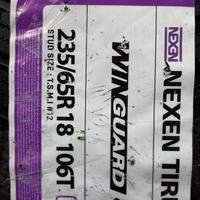 NEXEN
NEXEN TIRE
WINGUARD
235/65R 18 106T
STUD SIZE : T.S.M.I #12